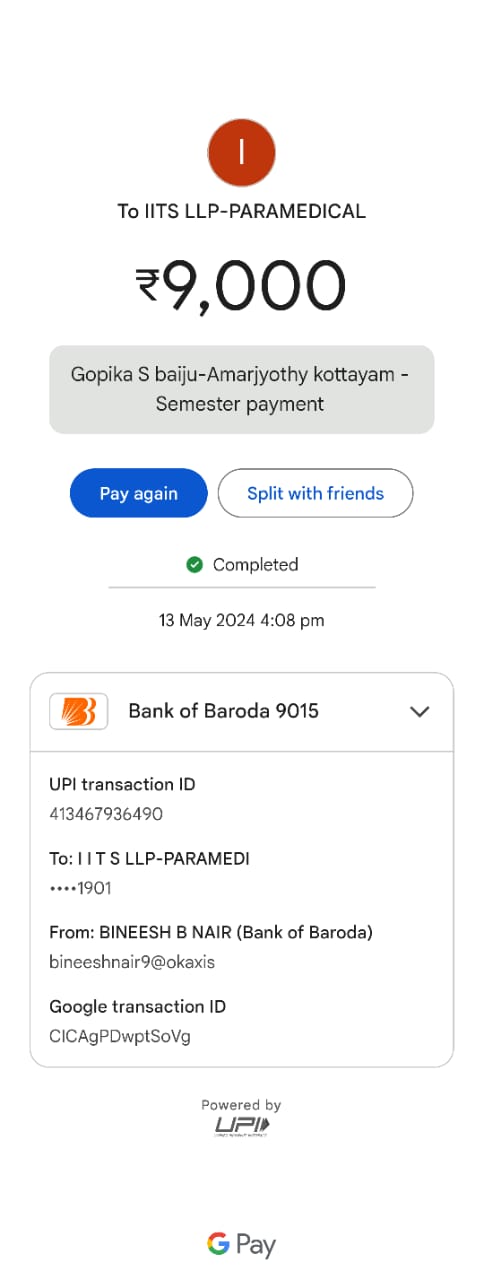 I
To IITS LLP-PARAMEDICAL
₹9,000
Gopika S baiju-Amarjyothy kottayam -
Semester payment
Pay again
Split with friends
Completed
13 May 2024 4:08 pm
Bank of Baroda 9015
UPI transaction ID
413467936490
To: I I T S LLP-PARAMEDI
••••1901
From: BINEESH B NAIR (Bank of Baroda)
bineeshnair9@okaxis
Google transaction ID
CICAgPDwptSoVg
Powered by
UPI
G Pay